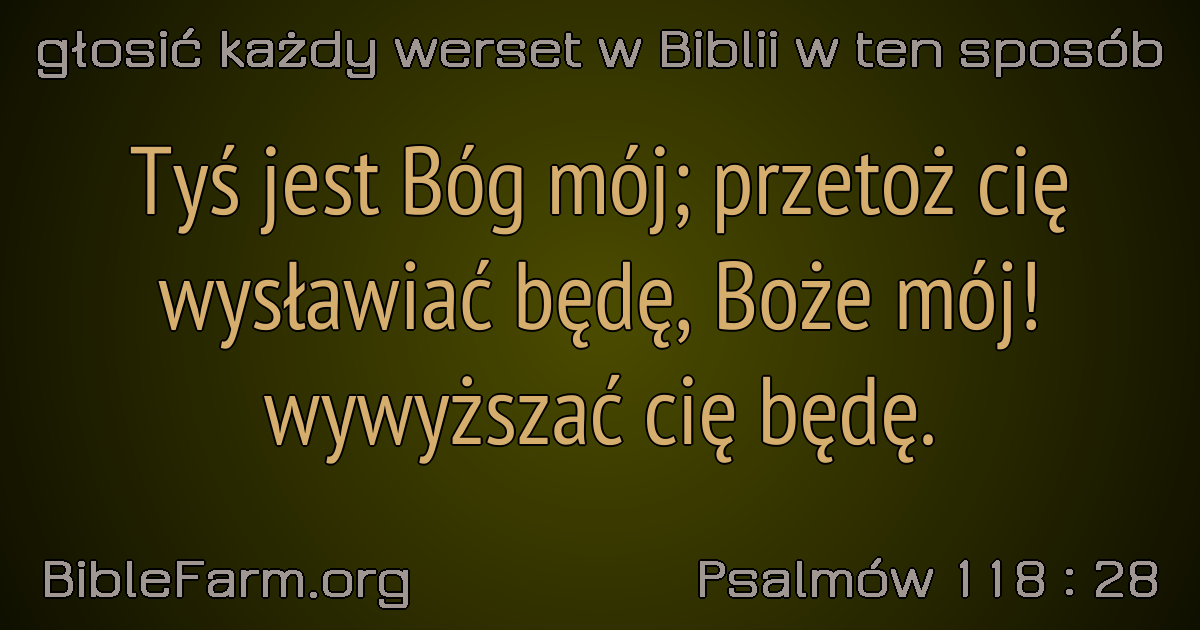 głosić każdy werset w Biblii w ten sposób
Tyś jest Bóg mój; przetoż cię
wysławiać będę, Boże mój!
wywyższać cię będę.
BibleFarm.org
Psalmów 118 : 28